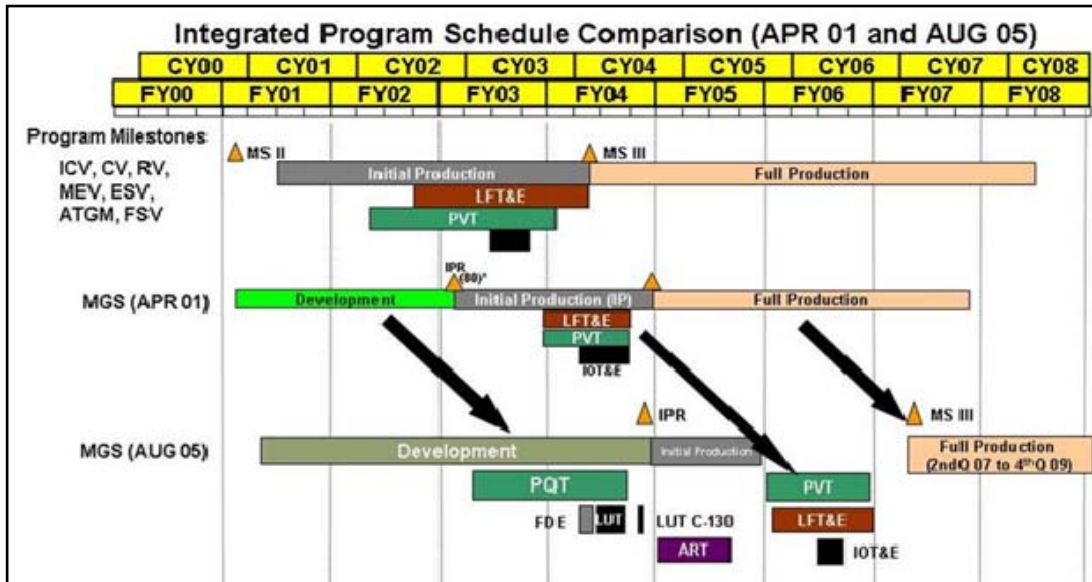 Integrated Program Schedule Comparison (APR 01 and AUG 05)
CY00 CY01 CY02 CY03 CY04 CY05 CY06 CY07 CY08
FY00 FY01 FY02 FY03 FY04 FY05 FY06 FY07 FY08
Program Milestones
MS II
MS III
ICV, CV, RV,
MEV, ESV,
ATGM, FSV
Initial Production
Full Production
LFT&E
PVT
IPR
(BO)*
MGS (APR 01)
Development
Initial Production (IIP)
Full Production
LFT&E
PVT
IOT&E
IPR
MS III
MGS (AUG 05)
Development
Initial Production
Full Production
(2ndQ 07 to 4thQ 09)
PQT
PVT
FDE
LUT
LUT C-130
LFT&E
ART
IOT&E